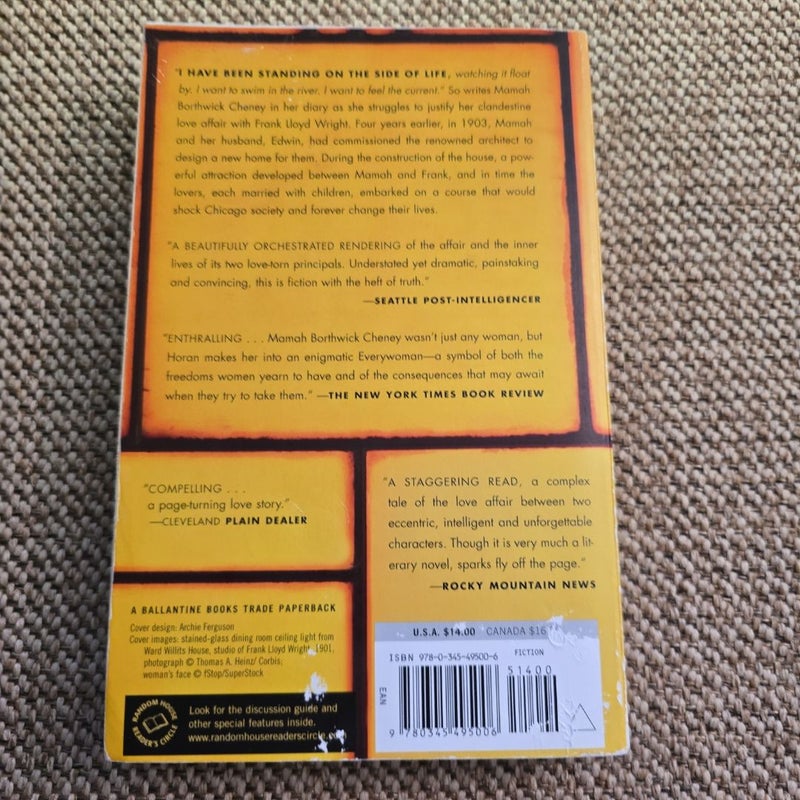 "I HAVE BEEN STANDING ON THE SIDE OF LIFE, watching it float
by. I want to swim in the river. I want to feel the current." So writes Mamah
Borthwick Cheney in her diary as she struggles to justify her clandestine
love affair with Frank Lloyd Wright. Four years earlier, in 1903, Mamah
and her husband, Edwin, had commissioned the renowned architect to
design a new home for them. During the construction of the house, a pow-
erful attraction developed between Mamah and Frank, and in time the
lovers, each married with children, embarked on a course that would
shock Chicago society and forever change their lives.
"A BEAUTIFULLY ORCHESTRATED RENDERING of the affair and the inner
lives of its two love-torn principals. Understated yet dramatic, painstaking
and convincing, this is fiction with the heft of truth."
—SEATTLE POST-INTELLIGENCER
"ENTHRALLING . . . Mamah Borthwick Cheney wasn't just any woman, but
Horan makes her into an enigmatic Everywoman—a symbol of both the
freedoms women yearn to have and of the consequences that may await
when they try to take them." —THE NEW YORK TIMES BOOK REVIEW
"COMPELLING . . .
a page-turning love story."
—CLEVELAND PLAIN DEALER
"A STAGGERING READ, a complex
tale of the love affair between two
eccentric, intelligent and unforgettable
characters. Though it is very much a lit-
erary novel, sparks fly off the page."
—ROCKY MOUNTAIN NEWS
A BALLANTINE BOOKS TRADE PAPERBACK
Cover design: Archie Ferguson
Cover images: stained-glass dining room ceiling light from
Ward Willits House, studio of Frank Lloyd Wright, 1901,
photograph © Thomas A. Heinz/ Corbis;
woman's face © fStop/SuperStock
RANDOM HOUSE
READER'S CIRCLE
Look for the discussion guide and
other special features inside.
www.randomhousereaderscircle.
U.S.A. $14.00 CANADA $16
ISBN 978-0-345-49500-6
FICTION
51400
EAN
9 780345 495006